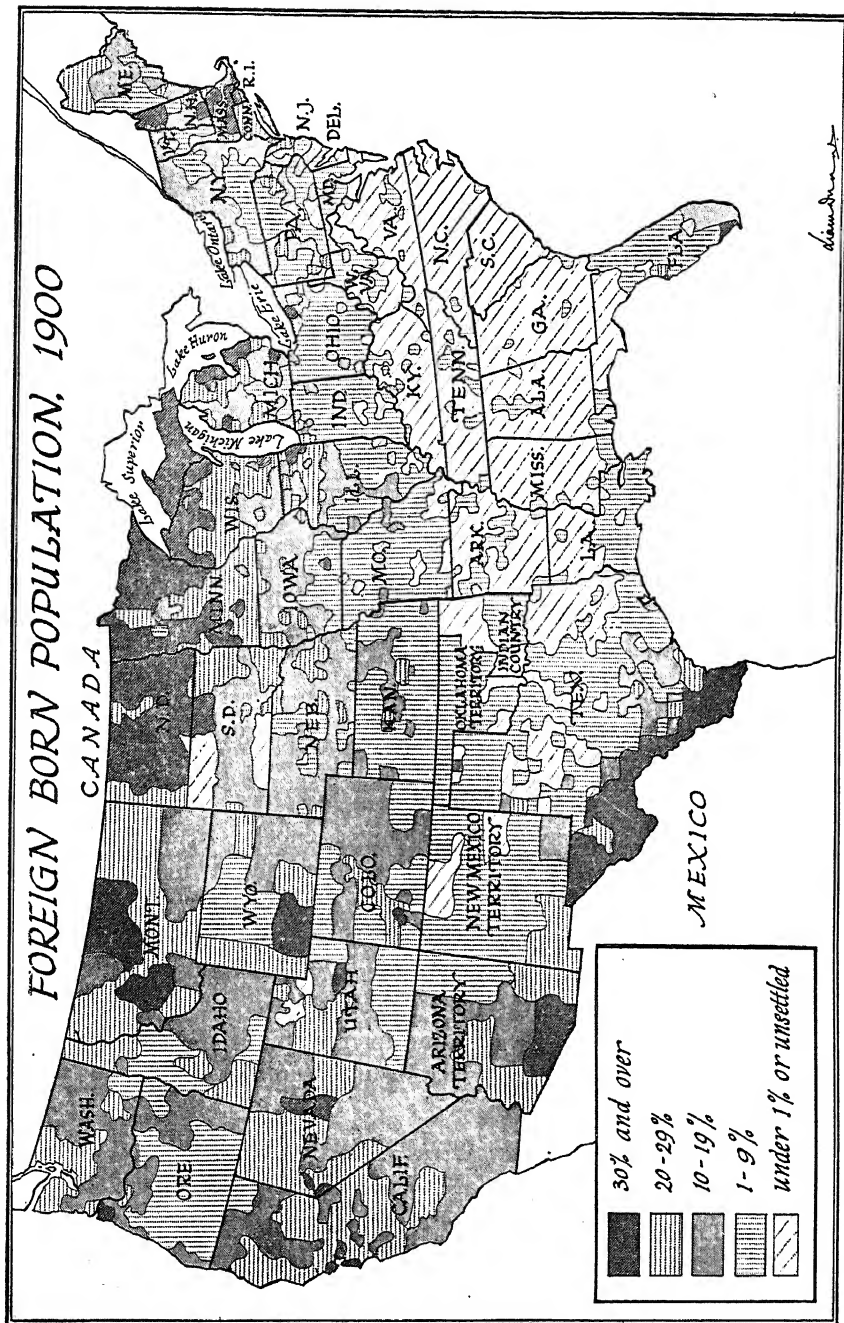 FOREIGN BORN POPULATION, 1900
CANADA
WASH.
ORE.
CALIF.
NEVADA
IDAHO
MONT.
WYO.
UTAH
COLO.
ARIZONA
TERRITORY
NEW MEXICO
TERRITORY
N.D.
S.D.
NEB.
KAN.
OKLAHOMA
TERRITORY
INDIAN
COUNTRY
TEX.
MINN.
IOWA
MO.
ARK.
LA.
WIS.
ILL.
MICH.
IND.
OHIO
KY.
TENN.
MISS.
ALA.
GA.
FLA.
S.C.
N.C.
VA.
W.
VA.
MD.
DEL.
N.J.
PA.
N.Y.
CONN.
R.I.
MASS.
VT.
N.H.
ME.
Lake Superior
Lake Michigan
Lake Huron
Lake Erie
Lake Ontario
MEXICO
30% and over
20-29%
10-19%
1-9%
under 1% or unsettled